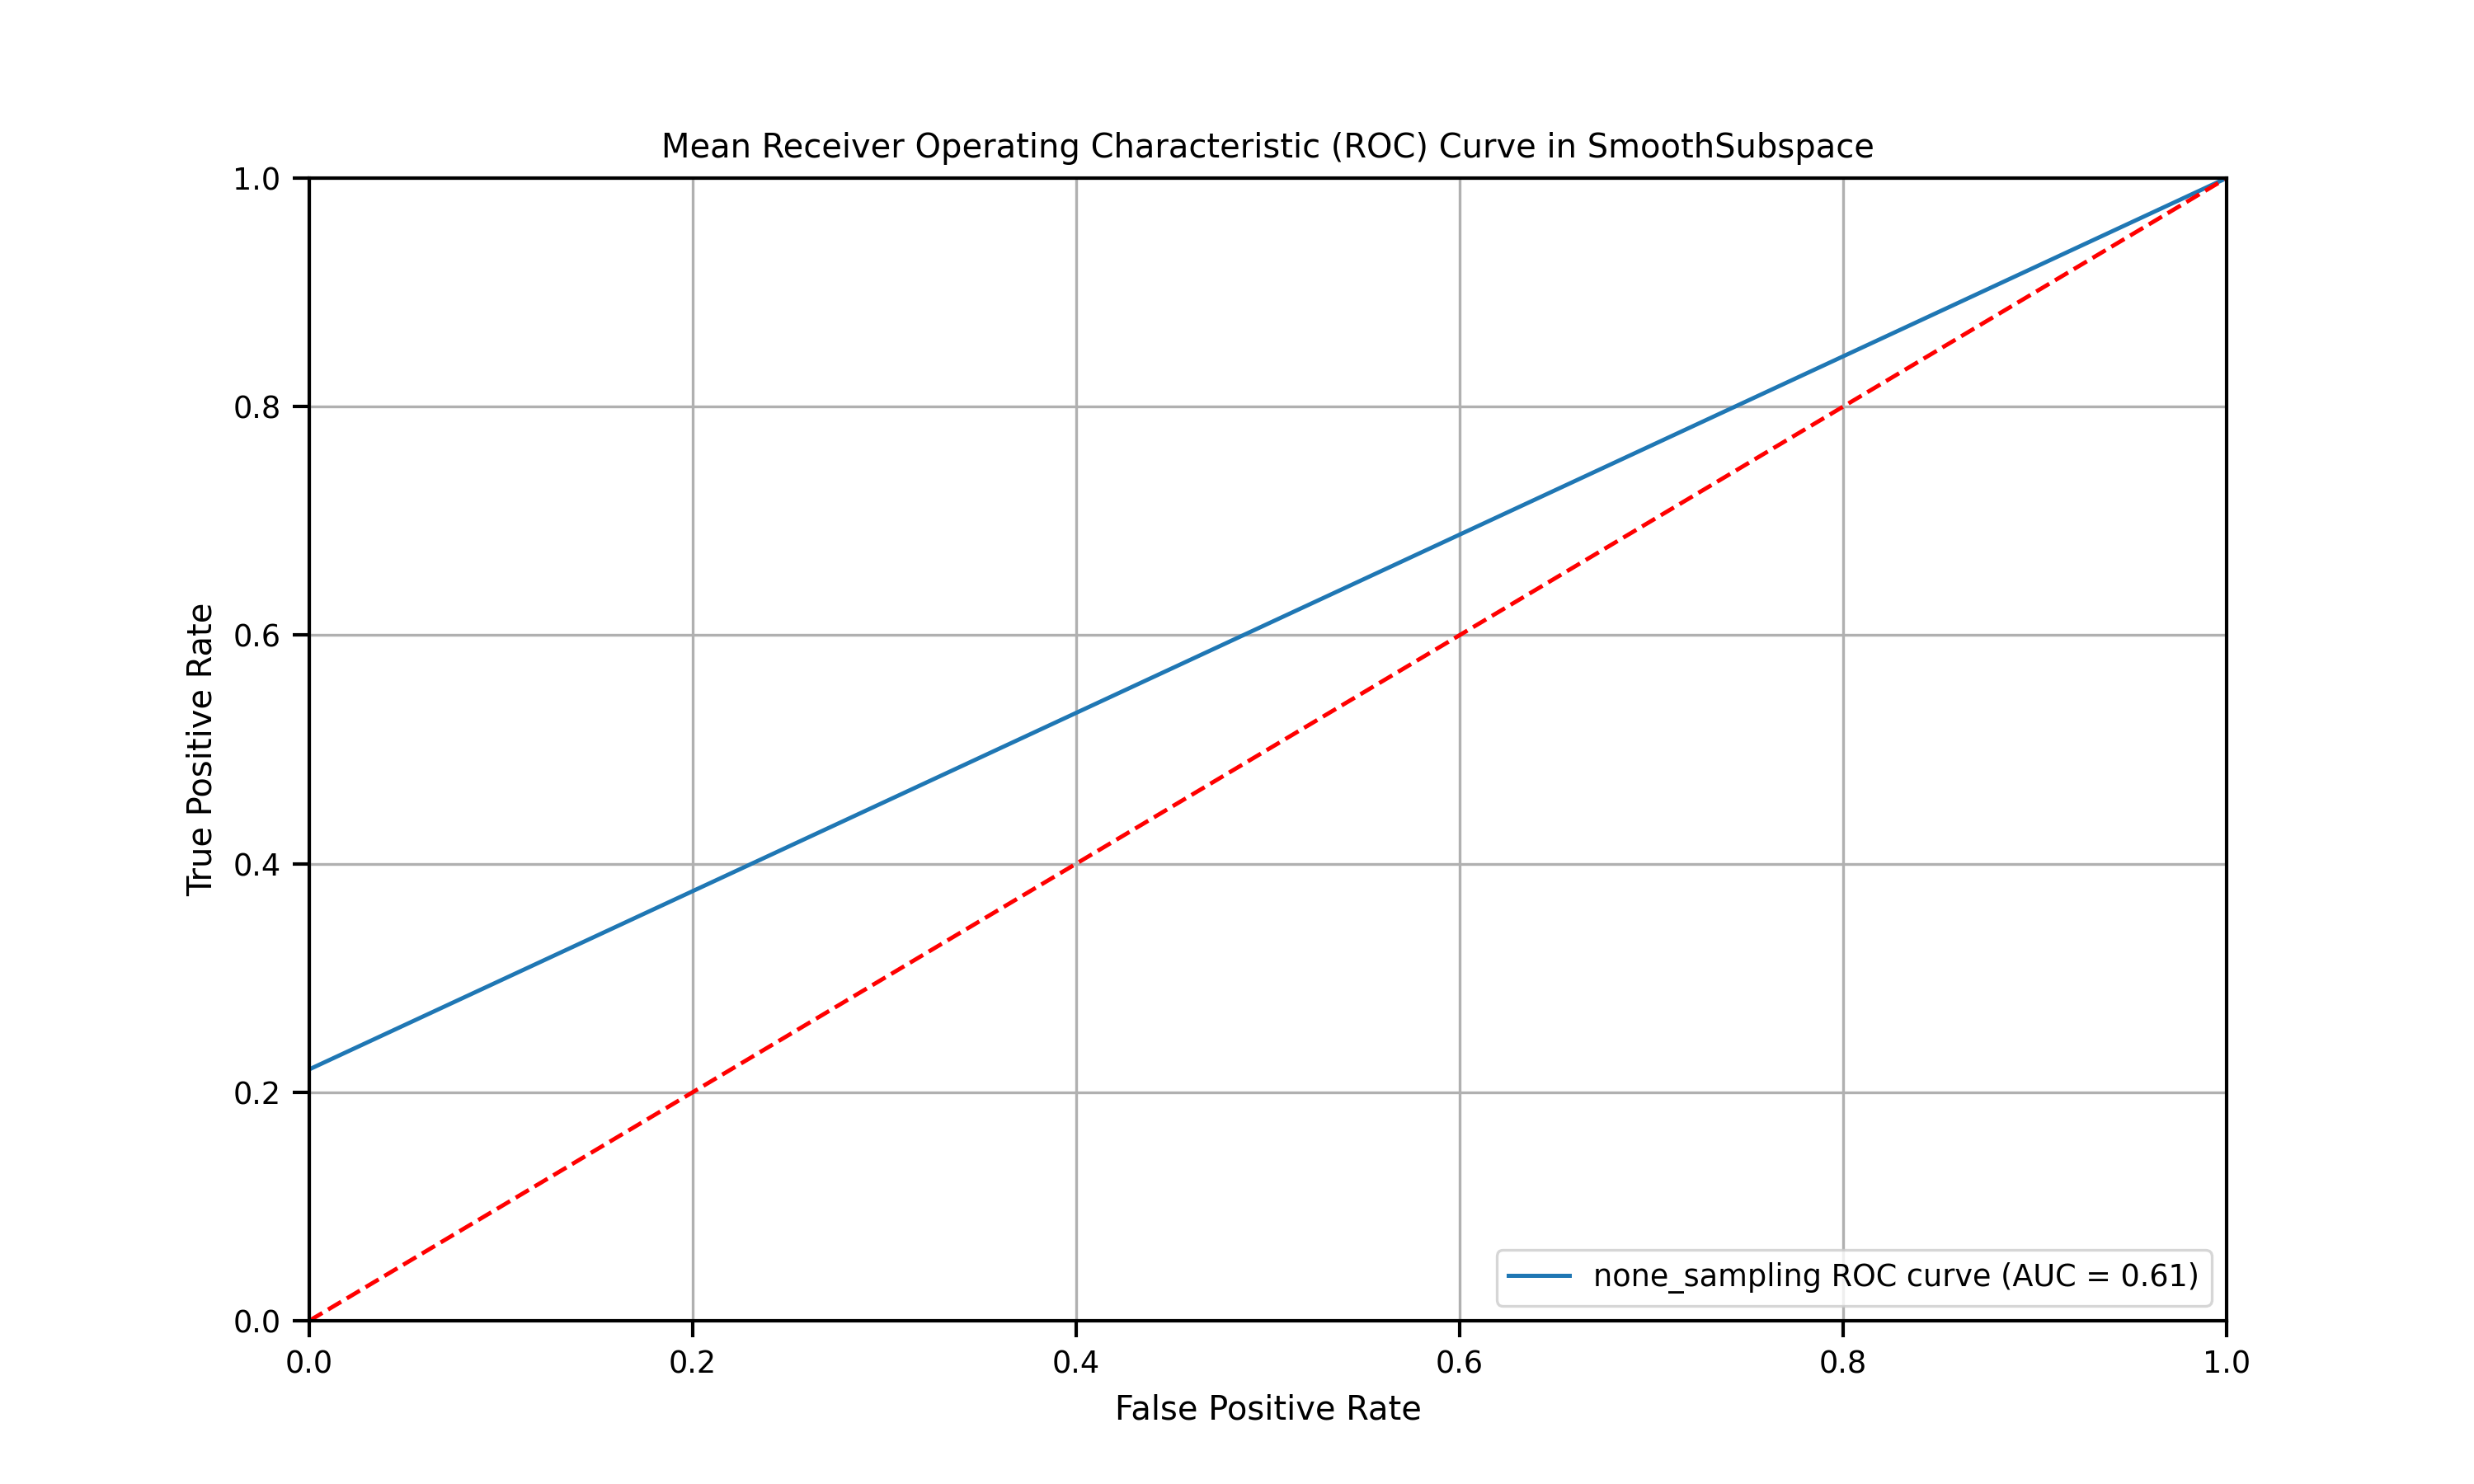 Mean Receiver Operating Characteristic (ROC) Curve in SmoothSubspace
1.0
0.8
0.6
0.4
0.2
0.0
True Positive Rate
none_sampling ROC curve (AUC = 0.61)
0.0 0.2 0.4 0.6 0.8 1.0
False Positive Rate